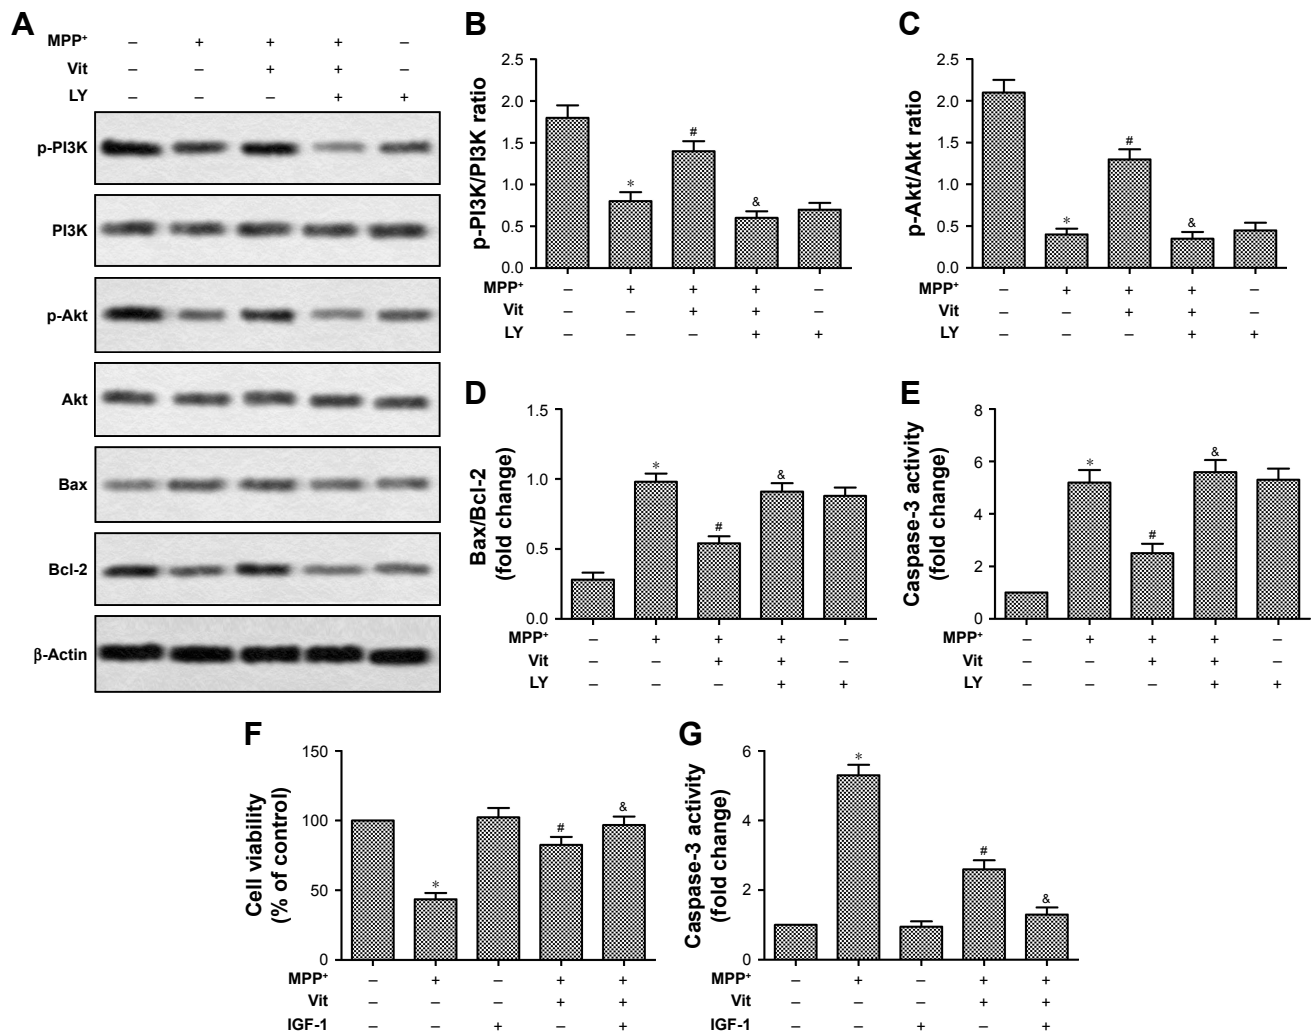 A
MPP⁺ – + + + –
Vit – – + + –
LY – – – + +
p-PI3K
PI3K
p-Akt
Akt
Bax
Bcl-2
β-Actin
B
p-PI3K/PI3K ratio
2.5
2.0
1.5
1.0
0.5
0.0
* # &
MPP⁺ – + + + –
Vit – – + + –
LY – – – + +
C
p-Akt/Akt ratio
2.5
2.0
1.5
1.0
0.5
0.0
* # &
MPP⁺ – + + + –
Vit – – + + –
LY – – – + +
D
Bax/Bcl-2
(fold change)
1.5
1.0
0.5
0.0
* # &
MPP⁺ – + + + –
Vit – – + + –
LY – – – + +
E
Caspase-3 activity
(fold change)
8
6
4
2
0
* # &
MPP⁺ – + + + –
Vit – – + + –
LY – – – + +
F
Cell viability
(% of control)
150
100
50
0
* # &
MPP⁺ – + – + +
Vit – – – + +
IGF-1 – – + – +
G
Caspase-3 activity
(fold change)
6
4
2
0
* # &
MPP⁺ – + – + +
Vit – – – + +
IGF-1 – – + – +